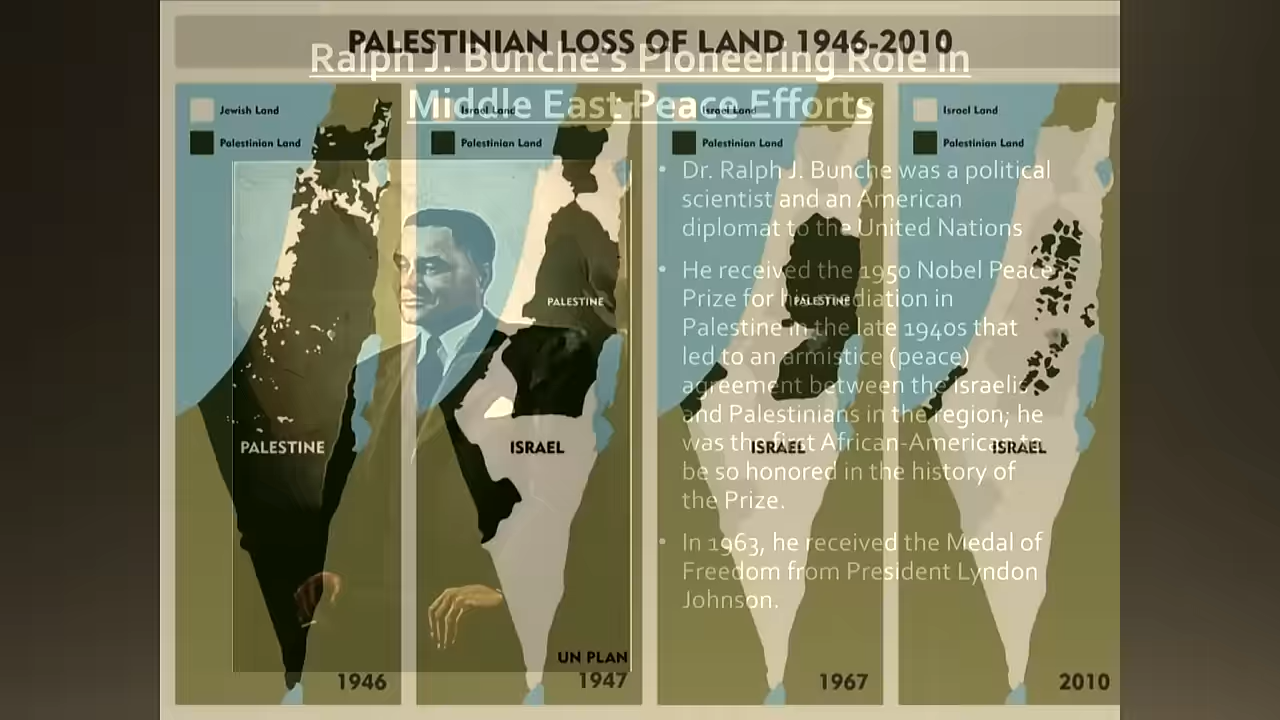 PALESTINIAN LOSS OF LAND 1946-2010
Ralph J. Bunche's Pioneering Role in
Middle East Peace Efforts
Jewish Land
Palestinian Land
Israel Land
Palestinian Land
Israel Land
Palestinian Land
Israel Land
Palestinian Land
• Dr. Ralph J. Bunche was a political
scientist and an American
diplomat to the United Nations
• He received the 1950 Nobel Peace
Prize for his mediation in
Palestine in the late 1940s that
led to an armistice (peace)
agreement between the Israelis
and Palestinians in the region; he
was the first African-American to
be so honored in the history of
the Prize.
• In 1963, he received the Medal of
Freedom from President Lyndon
Johnson.
PALESTINE
PALESTINE
PALESTINE
ISRAEL
ISRAEL
ISRAEL
UN PLAN
1946
1947
1967
2010